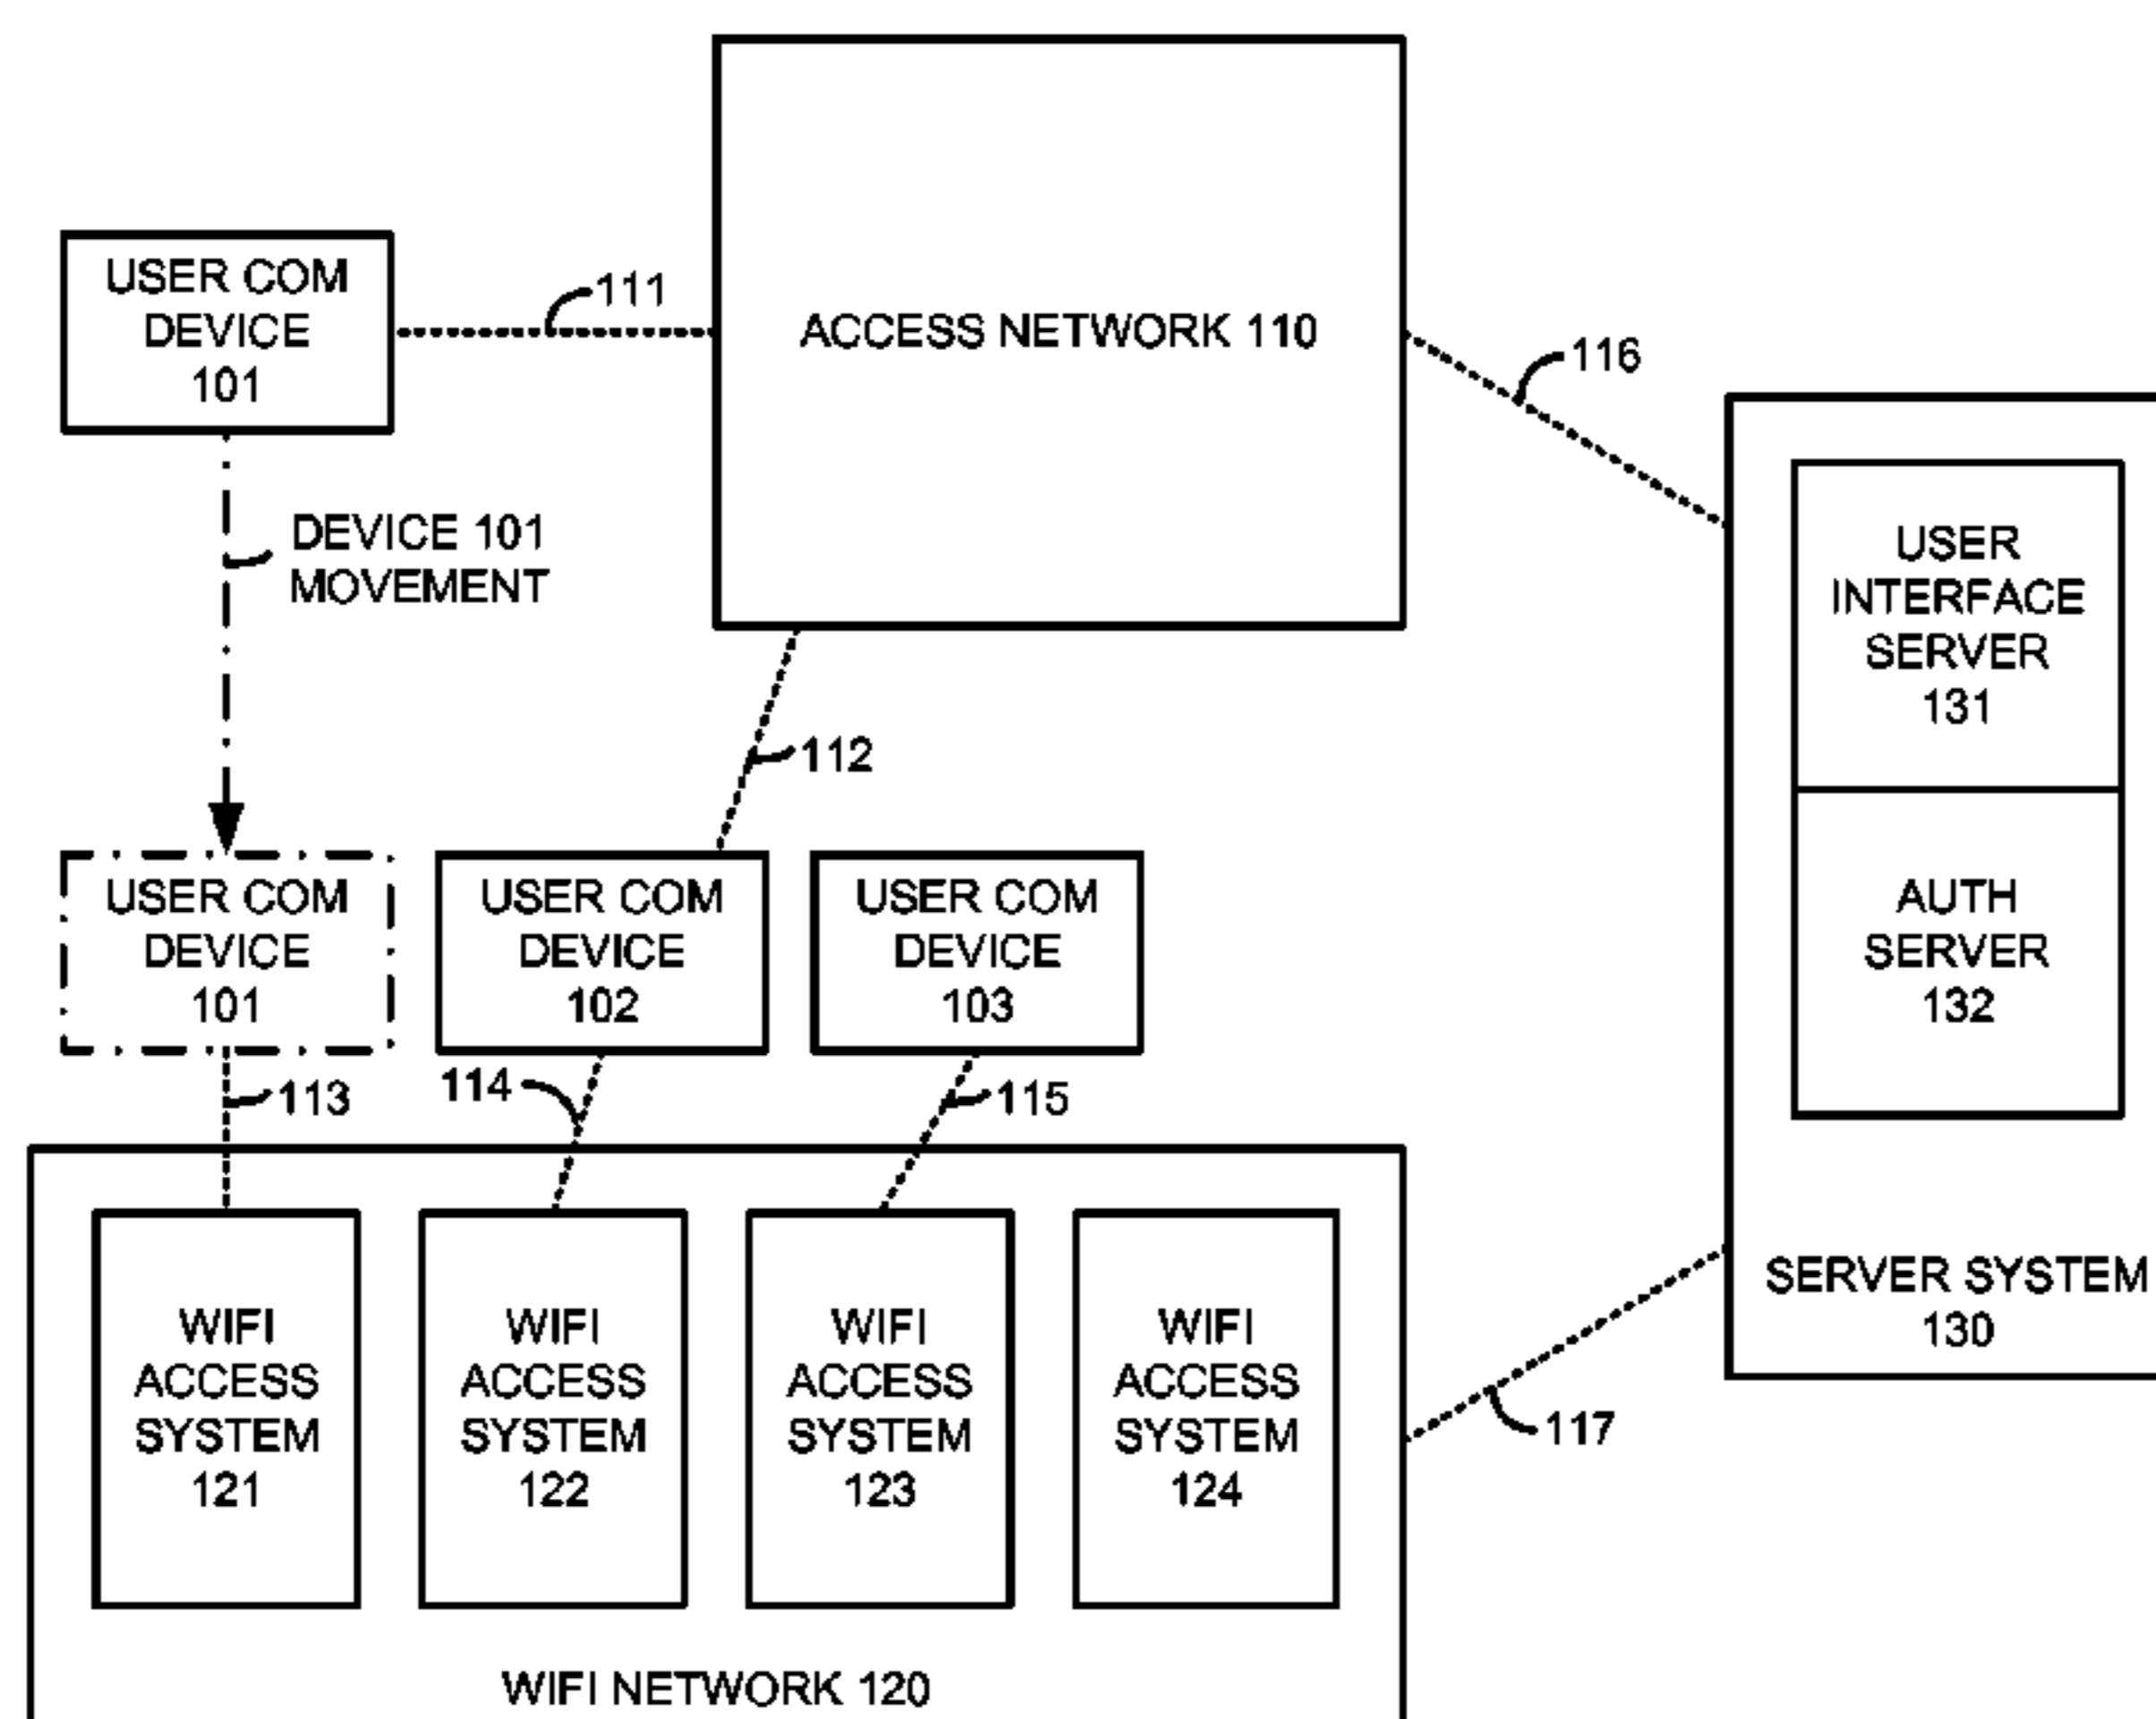 USER COM
DEVICE
101
111
ACCESS NETWORK 110
116
DEVICE 101
MOVEMENT
USER
INTERFACE
SERVER
131
112
USER COM
DEVICE
101
USER COM
DEVICE
102
USER COM
DEVICE
103
AUTH
SERVER
132
113
114
115
SERVER SYSTEM
130
WIFI
ACCESS
SYSTEM
121
WIFI
ACCESS
SYSTEM
122
WIFI
ACCESS
SYSTEM
123
WIFI
ACCESS
SYSTEM
124
117
WIFI NETWORK 120